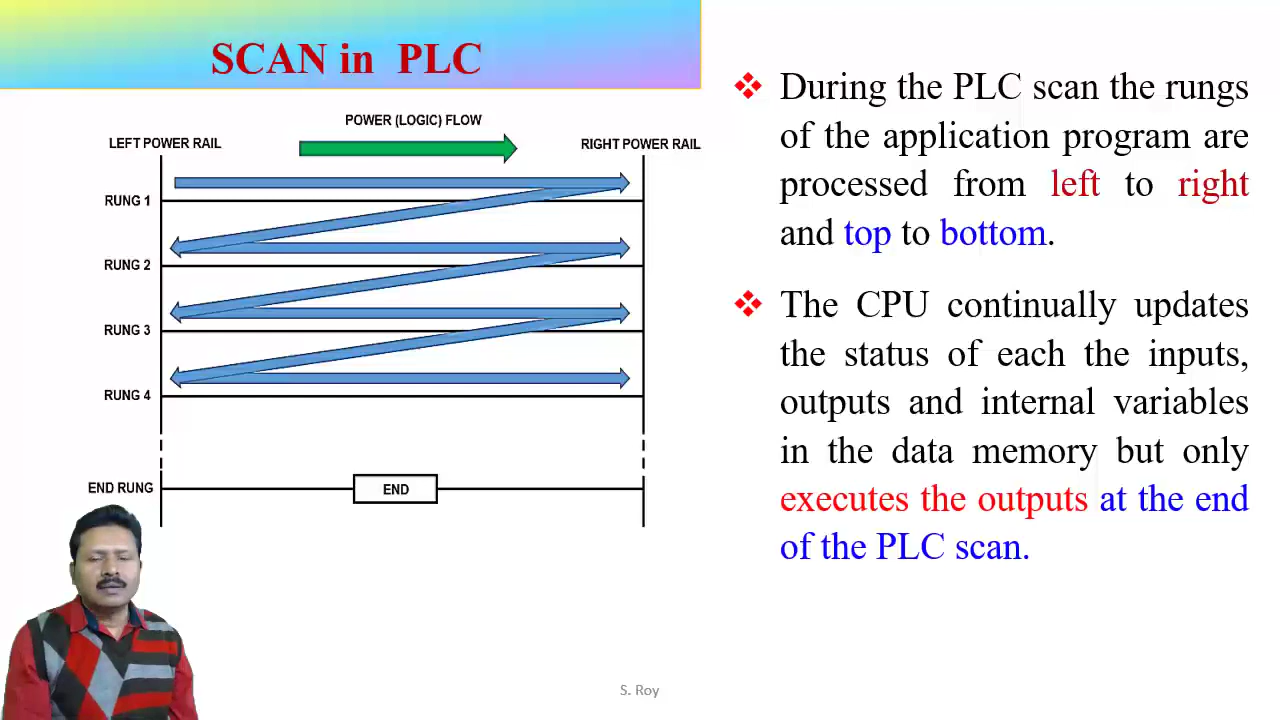 SCAN in PLC
POWER (LOGIC) FLOW
LEFT POWER RAIL
RIGHT POWER RAIL
RUNG 1
RUNG 2
RUNG 3
RUNG 4
END RUNG
END
During the PLC scan the rungs
of the application program are
processed from left to right
and top to bottom.
The CPU continually updates
the status of each the inputs,
outputs and internal variables
in the data memory but only
executes the outputs at the end
of the PLC scan.
S. Roy